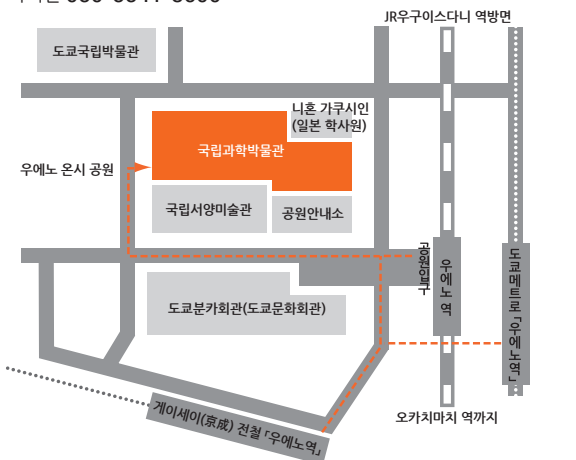 JR우구이스다니 역방면
도쿄국립박물관
니혼 가쿠시인
(일본 학사원)
국립과학박물관
우에노 온시 공원
국립서양미술관
공원안내소
공원입구
우에노역
도쿄메트로「우에노역」
도쿄분카회관(도쿄문화회관)
게이세이(京成) 전철「우에노역」
오카치마치 역까지